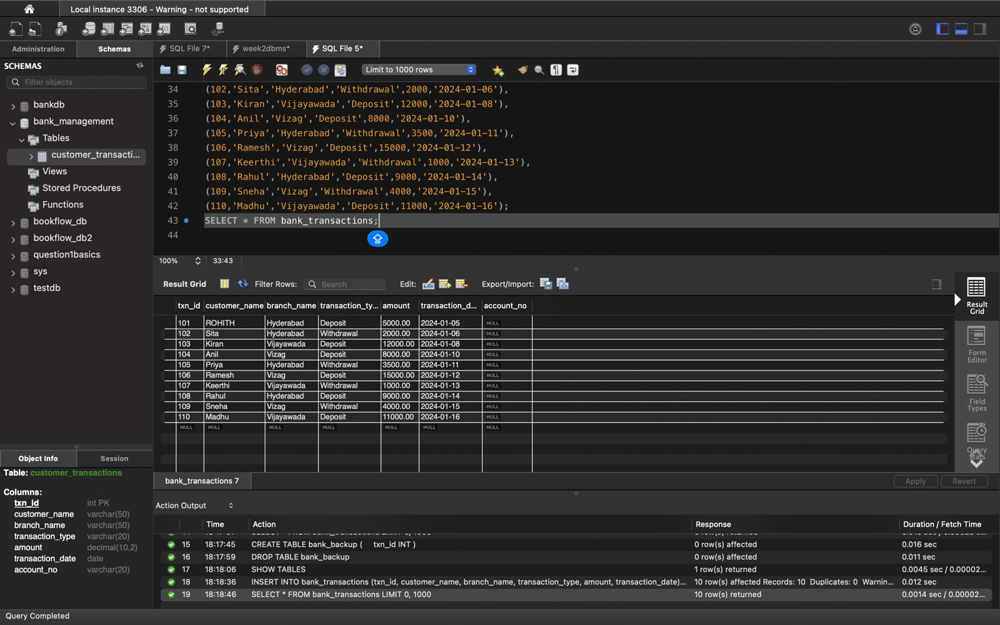 Local instance 3306 - Warning - not supported
Administration Schemas SQL File 7* week2dbms* SQL File 5*
SCHEMAS
Filter objects
bankdb
bank_management
Tables
customer_transacti...
Views
Stored Procedures
Functions
bookflow_db
bookflow_db2
question1basics
sys
testdb
Limit to 1000 rows
34 (102,'Sita','Hyderabad','Withdrawal',2000,'2024-01-06'),
35 (103,'Kiran','Vijayawada','Deposit',12000,'2024-01-08'),
36 (104,'Anil','Vizag','Deposit',8000,'2024-01-10'),
37 (105,'Priya','Hyderabad','Withdrawal',3500,'2024-01-11'),
38 (106,'Ramesh','Vizag','Deposit',15000,'2024-01-12'),
39 (107,'Keerthi','Vijayawada','Withdrawal',1000,'2024-01-13'),
40 (108,'Rahul','Hyderabad','Deposit',9000,'2024-01-14'),
41 (109,'Sneha','Vizag','Withdrawal',4000,'2024-01-15'),
42 (110,'Madhu','Vijayawada','Deposit',11000,'2024-01-16');
43 SELECT * FROM bank_transactions;
44
100% 33:43
Result Grid Filter Rows: Search Edit: Export/Import:
txn_id customer_name branch_name transaction_ty... amount transaction_d... account_no
101 ROHITH Hyderabad Deposit 5000.00 2024-01-05 NULL
102 Sita Hyderabad Withdrawal 2000.00 2024-01-06 NULL
103 Kiran Vijayawada Deposit 12000.00 2024-01-08 NULL
104 Anil Vizag Deposit 8000.00 2024-01-10 NULL
105 Priya Hyderabad Withdrawal 3500.00 2024-01-11 NULL
106 Ramesh Vizag Deposit 15000.00 2024-01-12 NULL
107 Keerthi Vijayawada Withdrawal 1000.00 2024-01-13 NULL
108 Rahul Hyderabad Deposit 9000.00 2024-01-14 NULL
109 Sneha Vizag Withdrawal 4000.00 2024-01-15 NULL
110 Madhu Vijayawada Deposit 11000.00 2024-01-16 NULL
NULL NULL NULL NULL NULL NULL NULL
Result
Grid
Form
Editor
Field
Types
Query
Stats
Object Info Session
Table: customer_transactions
Columns:
txn_id int PK
customer_name varchar(50)
branch_name varchar(50)
transaction_type varchar(20)
amount decimal(10,2)
transaction_date date
account_no varchar(20)
bank_transactions 7 Apply Revert
Action Output
Time Action Response Duration / Fetch Time
15 18:17:45 CREATE TABLE bank_backup ( txn_id INT ) 0 row(s) affected 0.016 sec
16 18:17:59 DROP TABLE bank_backup 0 row(s) affected 0.011 sec
17 18:18:06 SHOW TABLES 1 row(s) returned 0.0045 sec / 0.00002...
18 18:18:36 INSERT INTO bank_transactions (txn_id, customer_name, branch_name, transaction_type, amount, transaction_date)... 10 row(s) affected Records: 10 Duplicates: 0 Warnin... 0.012 sec
19 18:18:46 SELECT * FROM bank_transactions LIMIT 0, 1000 10 row(s) returned 0.0014 sec / 0.00002...
Query Completed